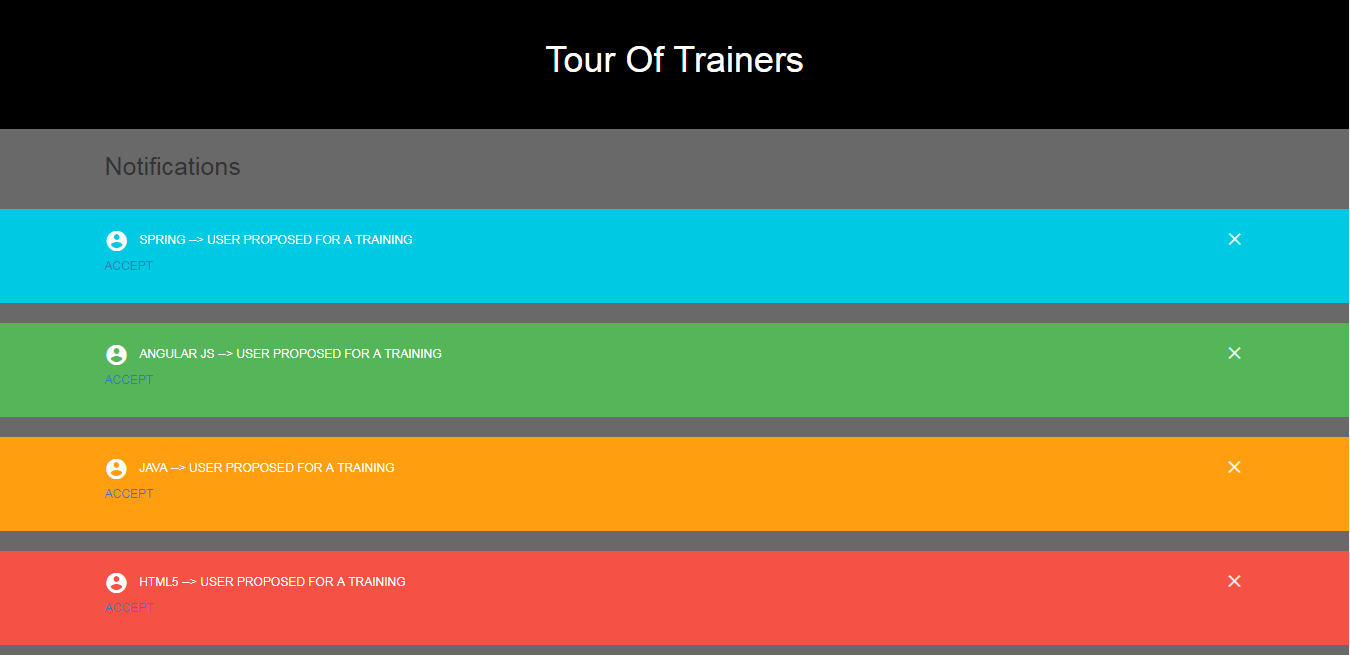 Tour Of Trainers
Notifications
SPRING --> USER PROPOSED FOR A TRAINING
ACCEPT
ANGULAR JS --> USER PROPOSED FOR A TRAINING
ACCEPT
JAVA --> USER PROPOSED FOR A TRAINING
ACCEPT
HTML5 --> USER PROPOSED FOR A TRAINING
ACCEPT